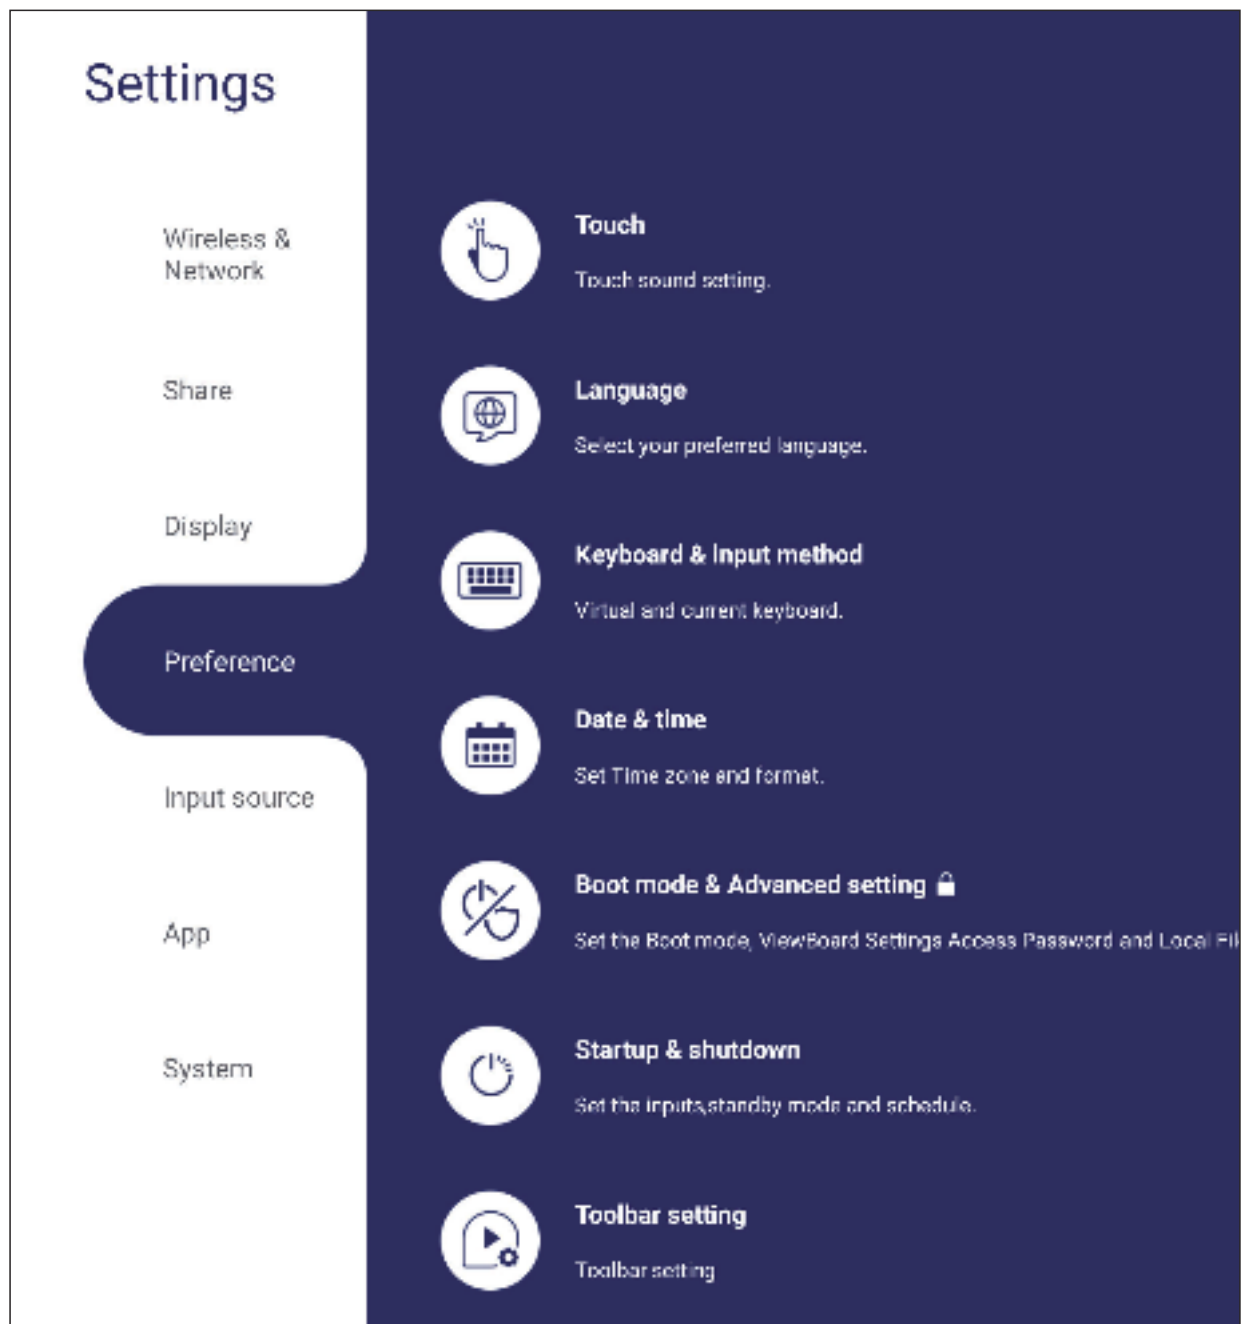 Settings
Wireless &
Network
Share
Display
Preference
Input source
App
System
Touch
Touch sound setting.
Language
Select your preferred language.
Keyboard & Input method
Virtual and current keyboard.
Date & time
Set Time zone and format.
Boot mode & Advanced setting
Set the Boot mode, ViewBoard Settings Access Password and Local
Startup & shutdown
Set the inputs,standby mode and schedule.
Toolbar setting
Toolbar setting